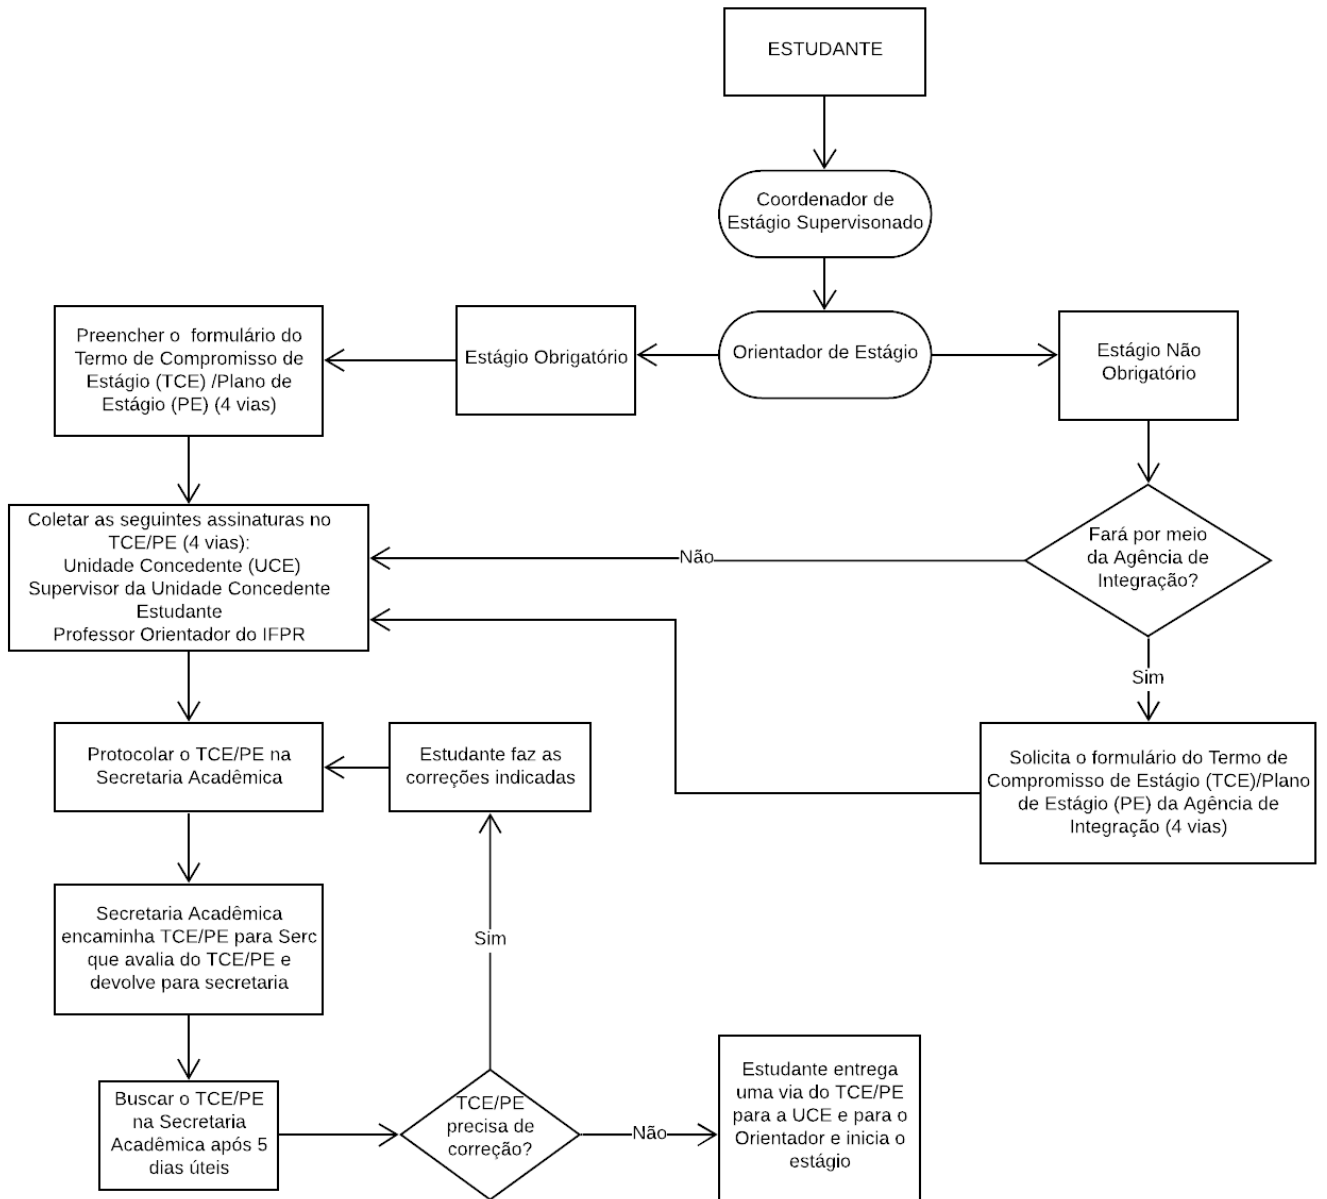 ESTUDANTE
Coordenador de
Estágio Supervisonado
Orientador de Estágio
Estágio Obrigatório
Preencher o formulário do
Termo de Compromisso de
Estágio (TCE) /Plano de
Estágio (PE) (4 vias)
Estágio Não
Obrigatório
Coletar as seguintes assinaturas no
TCE/PE (4 vias):
Unidade Concedente (UCE)
Supervisor da Unidade Concedente
Estudante
Professor Orientador do IFPR
Não
Fará por meio
da Agência de
Integração?
Sim
Solicita o formulário do Termo de
Compromisso de Estágio (TCE)/Plano
de Estágio (PE) da Agência de
Integração (4 vias)
Protocolar o TCE/PE na
Secretaria Acadêmica
Estudante faz as
correções indicadas
Secretaria Acadêmica
encaminha TCE/PE para Serc
que avalia do TCE/PE e
devolve para secretaria
Sim
Buscar o TCE/PE
na Secretaria
Acadêmica após 5
dias úteis
TCE/PE
precisa de
correção?
Não
Estudante entrega
uma via do TCE/PE
para a UCE e para o
Orientador e inicia o
estágio